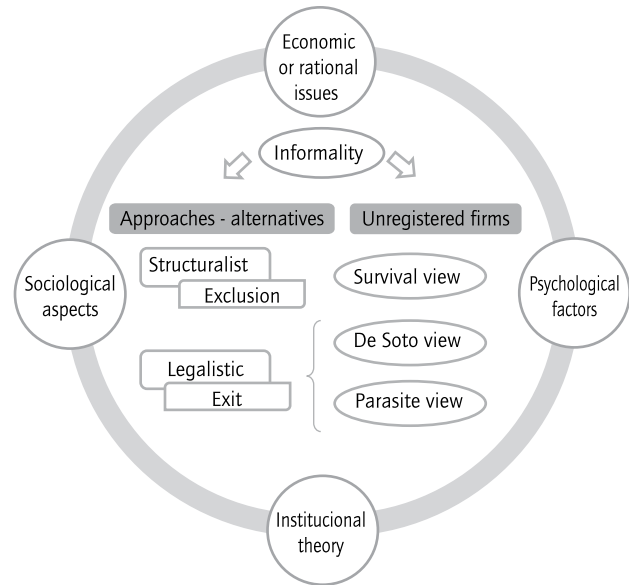 Economic
or rational
issues
Informality
Approaches - alternatives
Unregistered firms
Structuralist
Exclusion
Survival view
Sociological
aspects
Psychological
factors
De Soto view
Legalistic
Exit
Parasite view
Institucional
theory